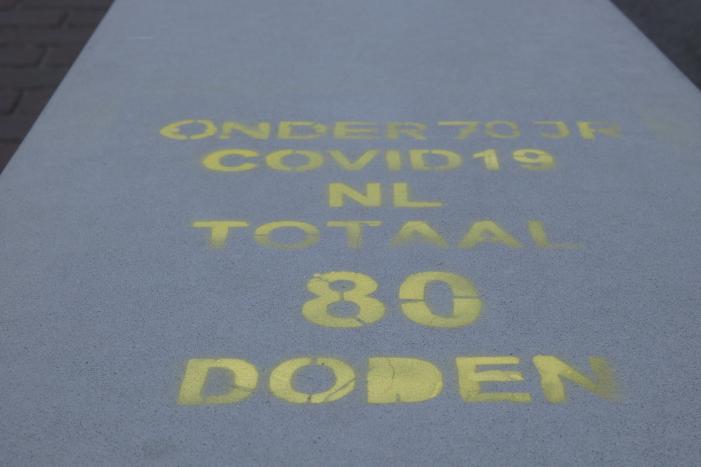 ONDER 70 JR
COVID19
NL
TOTAAL
80
DODEN